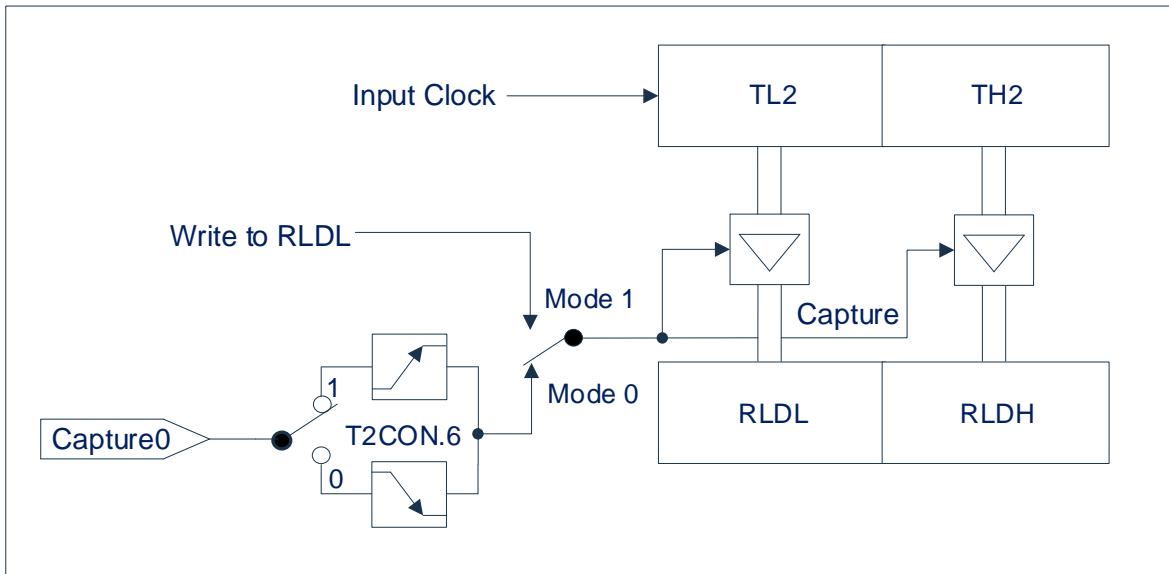 Input Clock
TL2
TH2
Write to RLDL
Mode 1
Capture
Mode 0
1
T2CON.6
Capture0
0
RLDL
RLDH